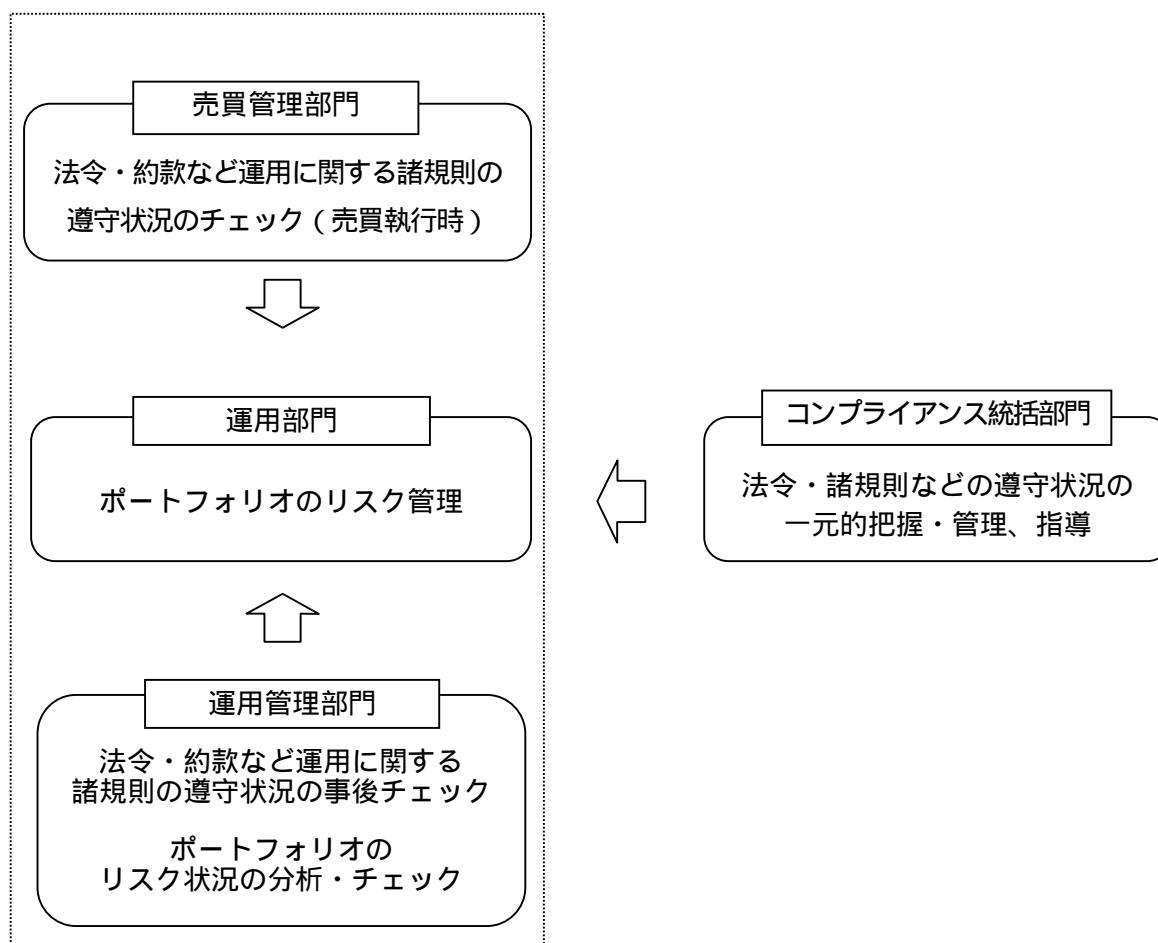 売買管理部門
法令・約款など運用に関する諸規則の
遵守状況のチェック（売買執行時）
運用部門
ポートフォリオのリスク管理
コンプライアンス統括部門
法令・諸規則などの遵守状況の
一元的把握・管理、指導
運用管理部門
法令・約款など運用に関する
諸規則の遵守状況の事後チェック
ポートフォリオの
リスク状況の分析・チェック